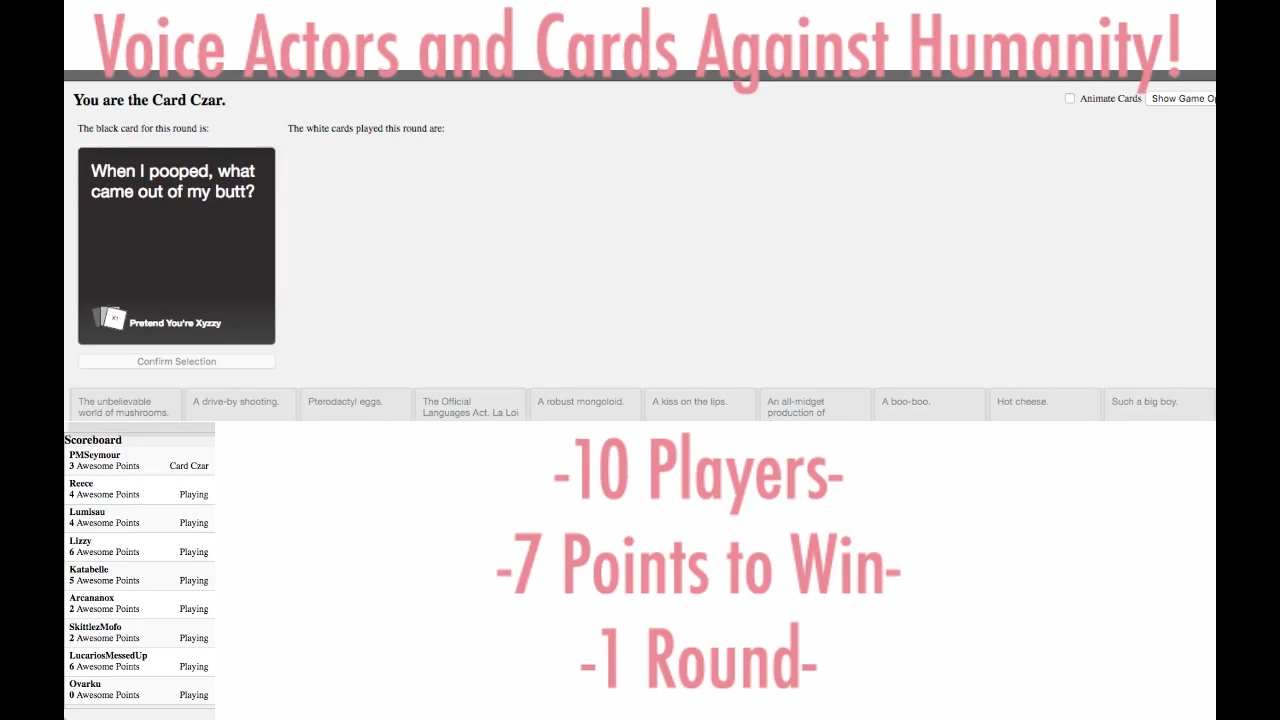 Voice Actors and Cards Against Humanity!
You are the Card Czar.
Animate Cards
Show Game Op
The black card for this round is:
The white cards played this round are:
When I pooped, what
came out of my butt?
Pretend You're Xyzzy
Confirm Selection
The unbelievable
world of mushrooms.
A drive-by shooting.
Pterodactyl eggs.
The Official
Languages Act. La Loi
A robust mongoloid.
A kiss on the lips.
An all-midget
production of
A boo-boo.
Hot cheese.
Such a big boy.
Scoreboard
PMSeymour
3 Awesome Points Card Czar
Reece
4 Awesome Points Playing
Lumisau
4 Awesome Points Playing
Lizzy
6 Awesome Points Playing
Katabelle
5 Awesome Points Playing
Arcananox
2 Awesome Points Playing
SkittlezMofo
2 Awesome Points Playing
LucariosMessedUp
6 Awesome Points Playing
Ovarku
0 Awesome Points Playing
-10 Players-
-7 Points to Win-
-1 Round-